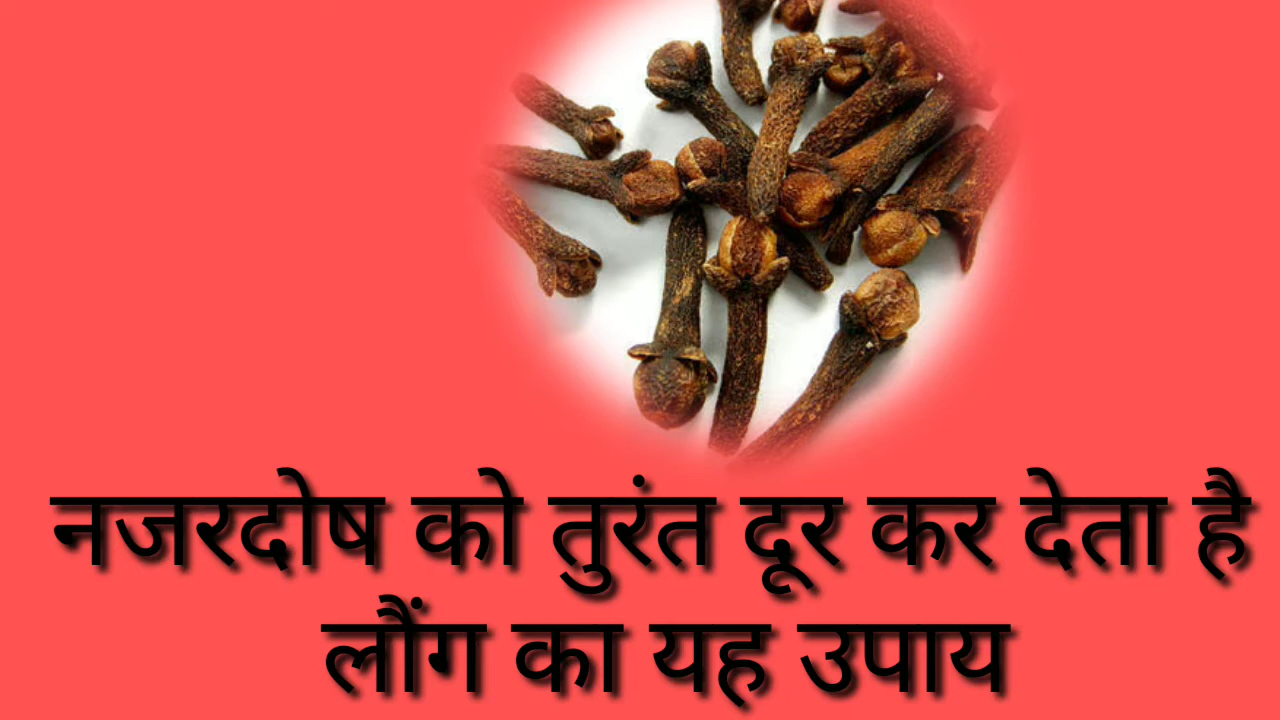 नजरदोष को तुरंत दूर कर देता है
लौंग का यह उपाय